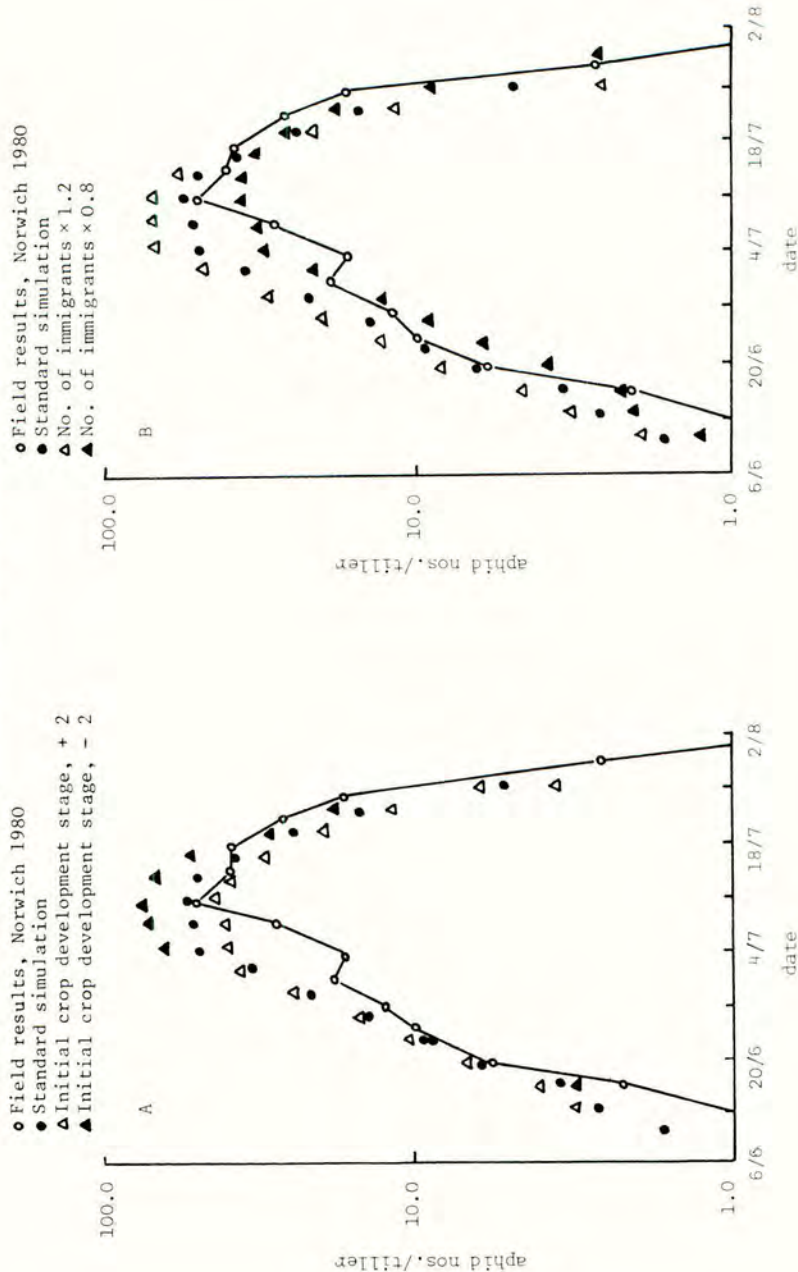 ○ Field results, Norwich 1980
● Standard simulation
△ Initial crop development stage, + 2
▲ Initial crop development stage, − 2
A
100.0
10.0
1.0
aphid nos./tiller
6/6
20/6
4/7
18/7
2/8
date
○ Field results, Norwich 1980
● Standard simulation
△ No. of immigrants × 1.2
▲ No. of immigrants × 0.8
B
100.0
10.0
1.0
aphid nos./tiller
6/6
20/6
4/7
18/7
2/8
date